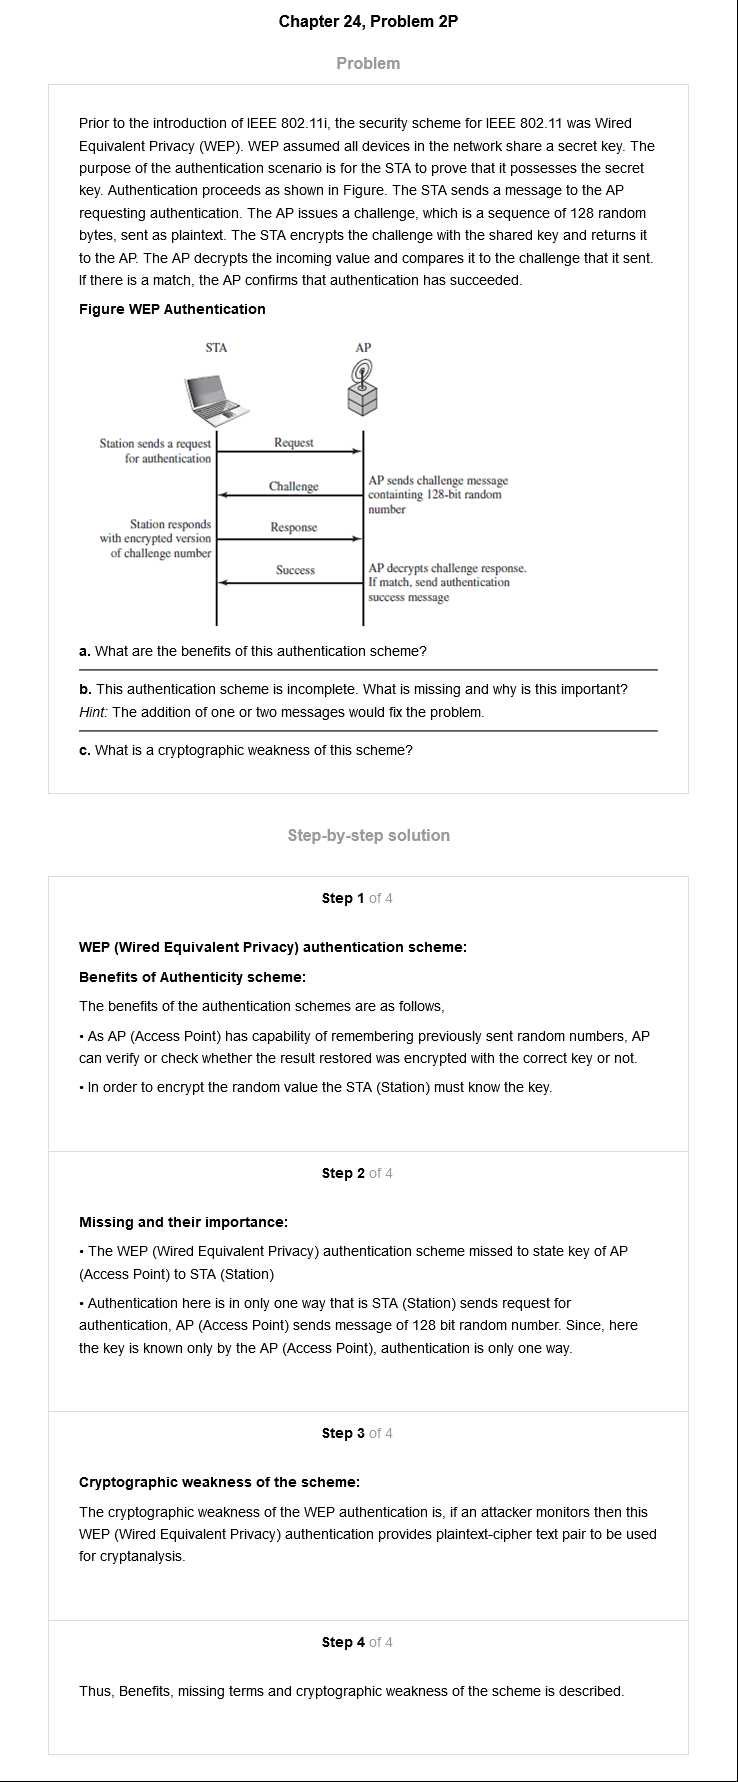 Chapter 24, Problem 2P
Problem
Prior to the introduction of IEEE 802.11i, the security scheme for IEEE 802.11 was Wired
Equivalent Privacy (WEP). WEP assumed all devices in the network share a secret key. The
purpose of the authentication scenario is for the STA to prove that it possesses the secret
key. Authentication proceeds as shown in Figure. The STA sends a message to the AP
requesting authentication. The AP issues a challenge, which is a sequence of 128 random
bytes, sent as plaintext. The STA encrypts the challenge with the shared key and returns it
to the AP. The AP decrypts the incoming value and compares it to the challenge that it sent.
If there is a match, the AP confirms that authentication has succeeded.
Figure WEP Authentication
STA
AP
Station sends a request
for authentication
Request
Challenge
AP sends challenge message
containting 128-bit random
number
Station responds
with encrypted version
of challenge number
Response
Success
AP decrypts challenge response.
If match, send authentication
success message
a. What are the benefits of this authentication scheme?
b. This authentication scheme is incomplete. What is missing and why is this important?
Hint: The addition of one or two messages would fix the problem.
c. What is a cryptographic weakness of this scheme?
Step-by-step solution
Step 1 of 4
WEP (Wired Equivalent Privacy) authentication scheme:
Benefits of Authenticity scheme:
The benefits of the authentication schemes are as follows,
• As AP (Access Point) has capability of remembering previously sent random numbers, AP
can verify or check whether the result restored was encrypted with the correct key or not.
• In order to encrypt the random value the STA (Station) must know the key.
Step 2 of 4
Missing and their importance:
• The WEP (Wired Equivalent Privacy) authentication scheme missed to state key of AP
(Access Point) to STA (Station)
• Authentication here is in only one way that is STA (Station) sends request for
authentication, AP (Access Point) sends message of 128 bit random number. Since, here
the key is known only by the AP (Access Point), authentication is only one way.
Step 3 of 4
Cryptographic weakness of the scheme:
The cryptographic weakness of the WEP authentication is, if an attacker monitors then this
WEP (Wired Equivalent Privacy) authentication provides plaintext-cipher text pair to be used
for cryptanalysis.
Step 4 of 4
Thus, Benefits, missing terms and cryptographic weakness of the scheme is described.